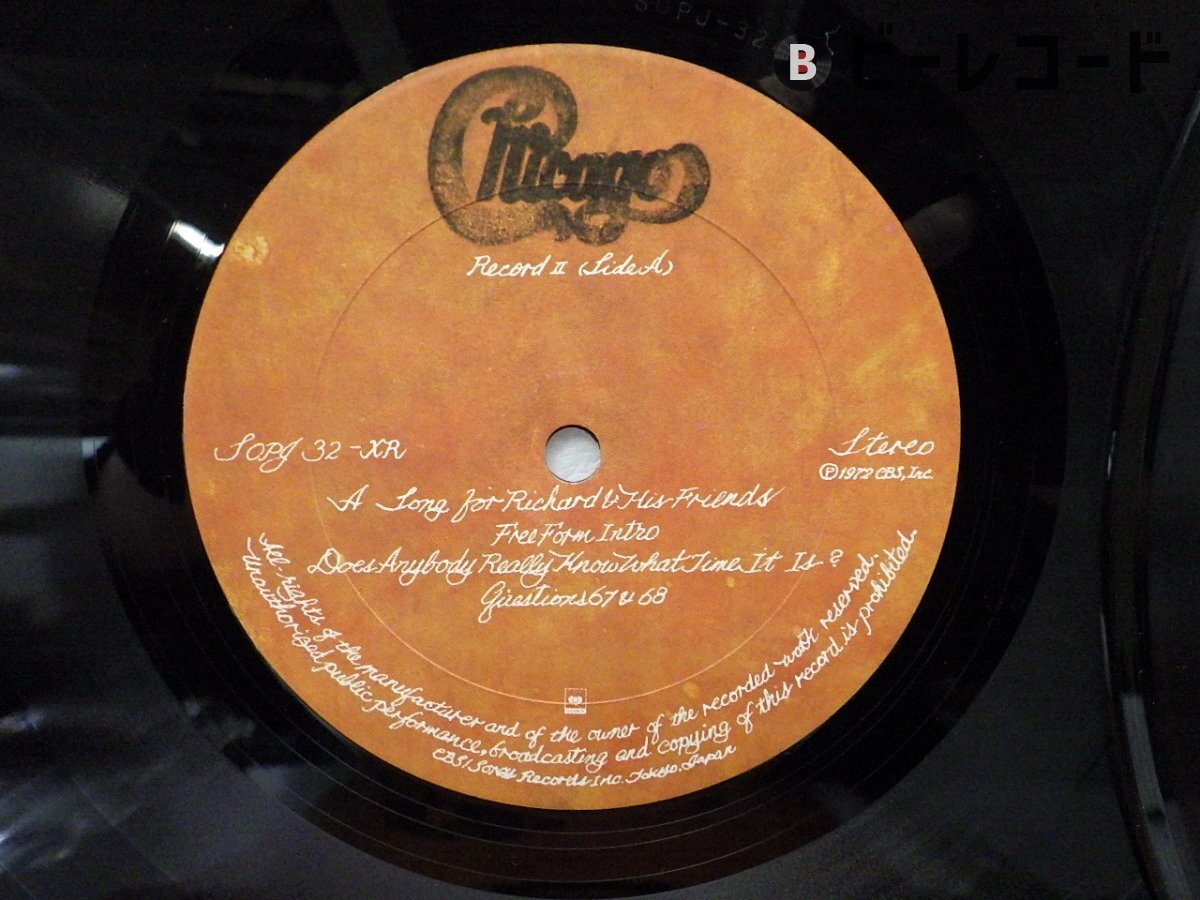 SOPJ-32
B ビーレコード
Chicago
Record II (Side A)
SOPJ 32-XR
Stereo
Ⓟ1972 CBS, Inc.
A Song for Richard & His Friends
Free Form Intro
Does Anybody Really Know What Time It Is?
Questions 67 & 68
All rights of the manufacturer and of the owner of the recorded work reserved.
Unauthorized public performance, broadcasting and copying of this record is prohibited.
CBS/Sony Records Inc. Tokyo, Japan